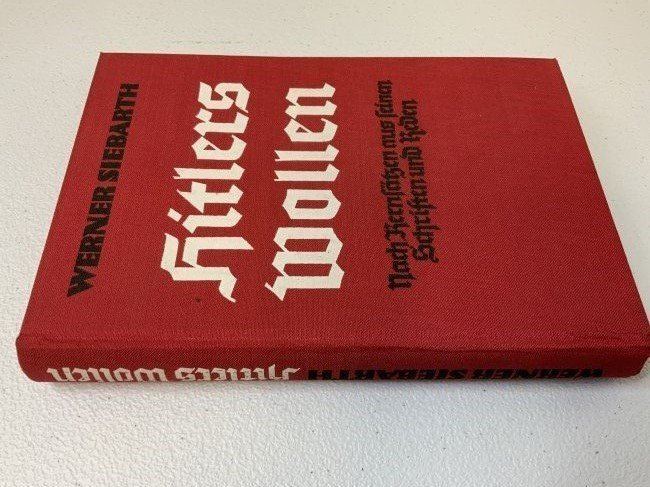 WERNER SIEBARTH
Hitlers
Wollen
Nach Kernsätzen aus seinen
Schriften und Reden
WERNER SIEBARTH Hitlers Wollen